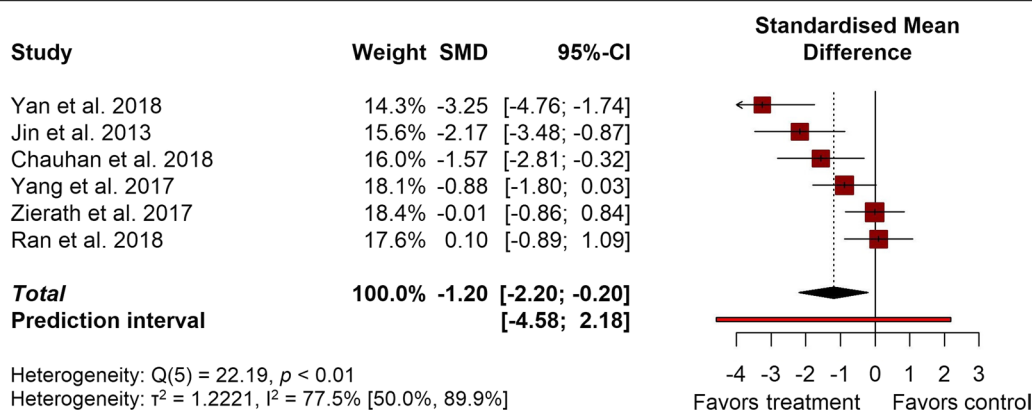 Standardised Mean
Study Weight SMD 95%-CI Difference
Yan et al. 2018 14.3% -3.25 [-4.76; -1.74]
Jin et al. 2013 15.6% -2.17 [-3.48; -0.87]
Chauhan et al. 2018 16.0% -1.57 [-2.81; -0.32]
Yang et al. 2017 18.1% -0.88 [-1.80; 0.03]
Zierath et al. 2017 18.4% -0.01 [-0.86; 0.84]
Ran et al. 2018 17.6% 0.10 [-0.89; 1.09]
Total 100.0% -1.20 [-2.20; -0.20]
Prediction interval [-4.58; 2.18]
Heterogeneity: Q(5) = 22.19, p < 0.01 -4 -3 -2 -1 0 1 2 3
Heterogeneity: τ² = 1.2221, I² = 77.5% [50.0%, 89.9%] Favors treatment Favors control